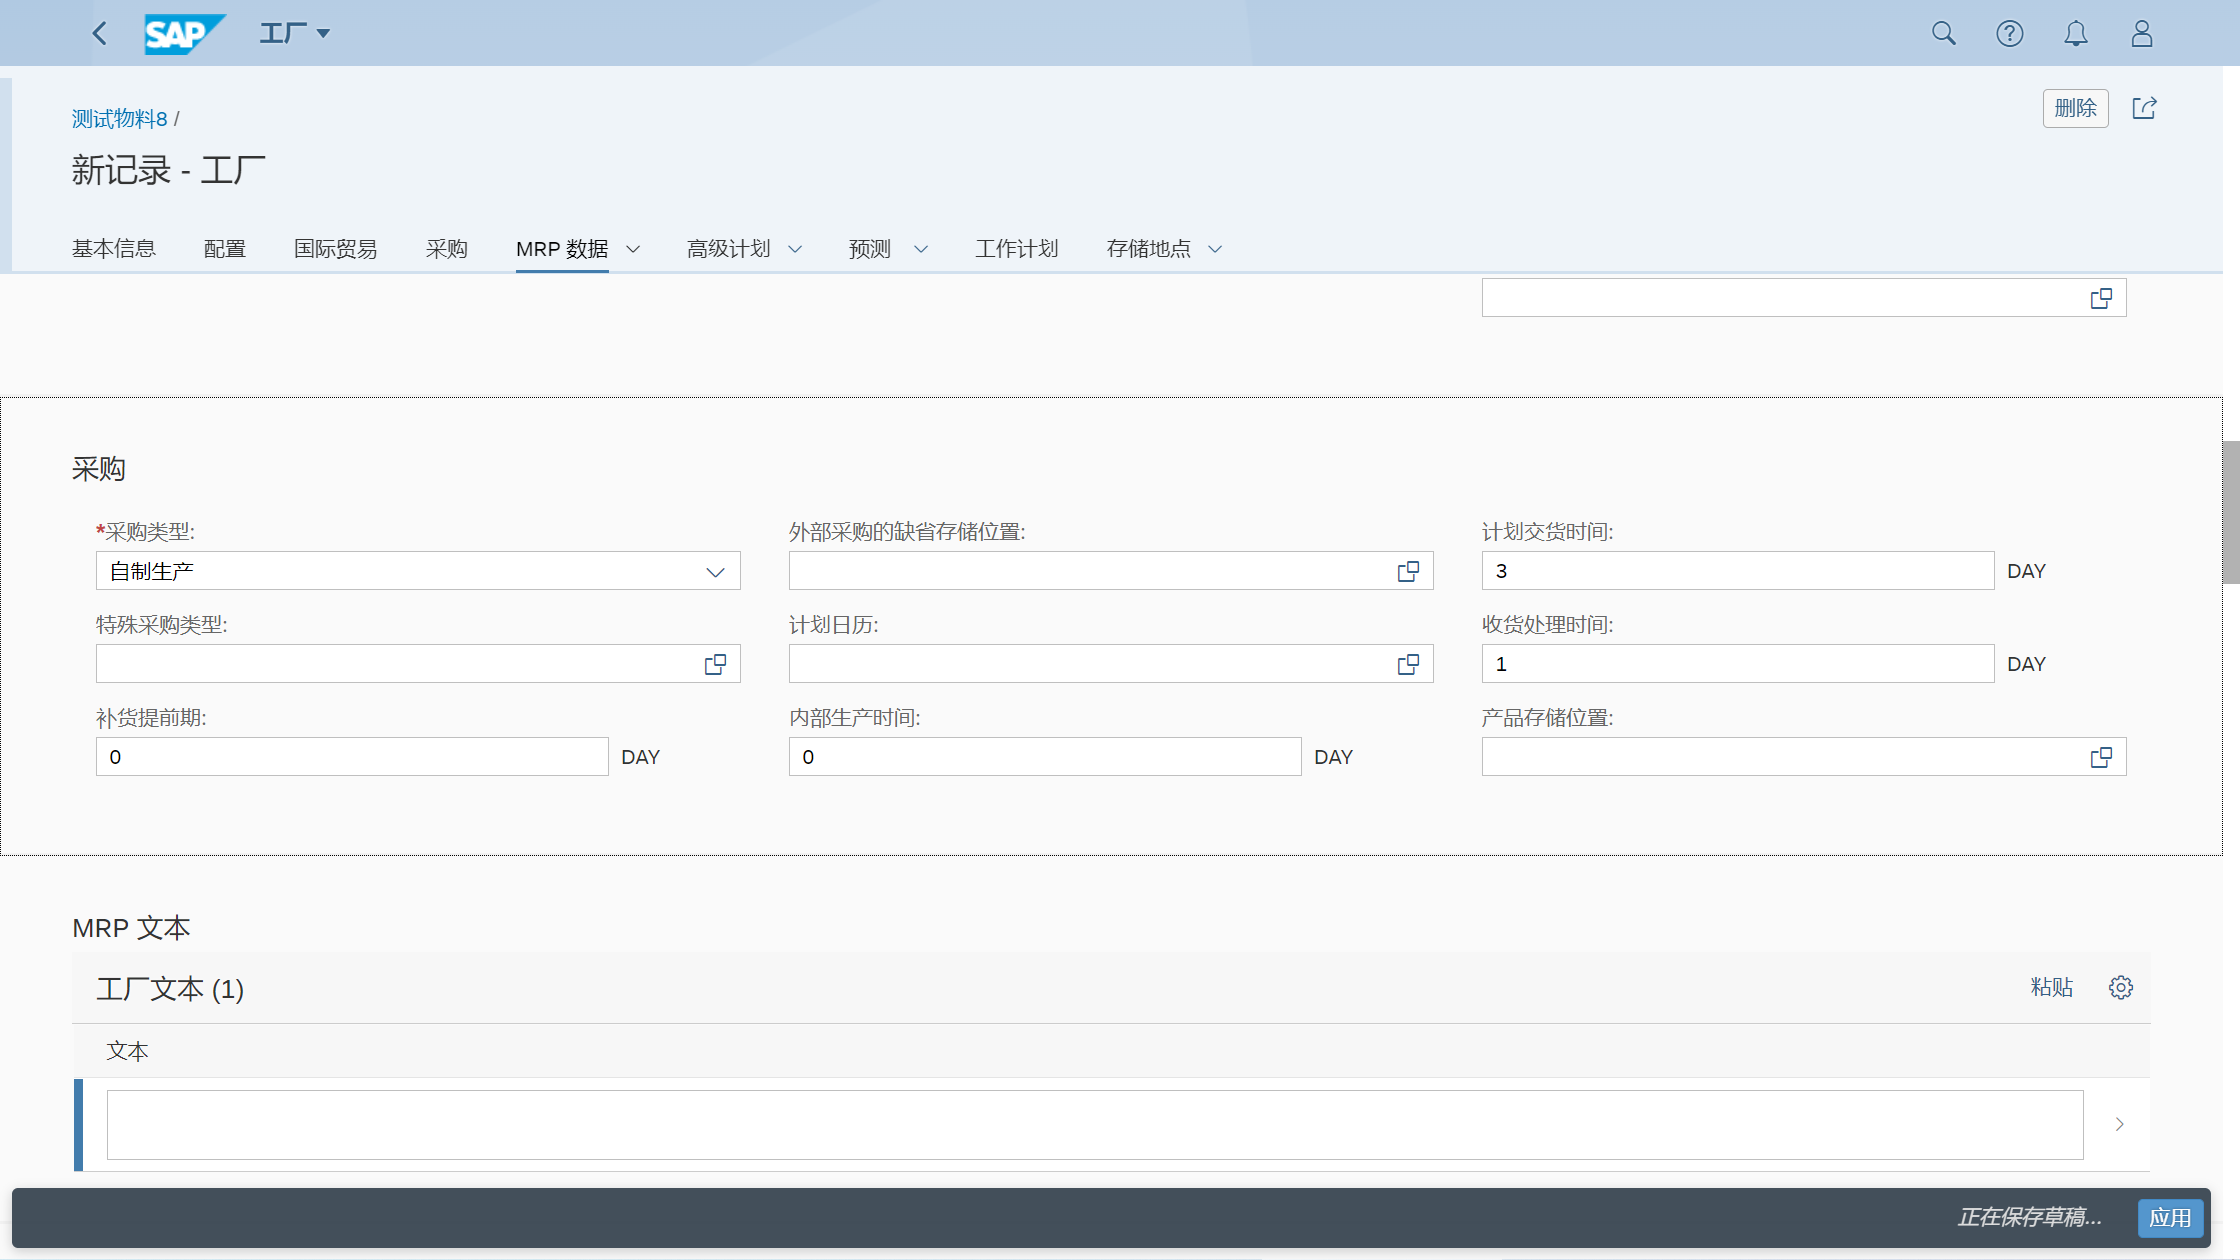 SAP 工厂
测试物料8 /
删除
新记录 - 工厂
基本信息 配置 国际贸易 采购 MRP 数据 高级计划 预测 工作计划 存储地点
采购
*采购类型: 外部采购的缺省存储位置: 计划交货时间:
自制生产 3 DAY
特殊采购类型: 计划日历: 收货处理时间:
1 DAY
补货提前期: 内部生产时间: 产品存储位置:
0 DAY 0 DAY
MRP 文本
工厂文本 (1) 粘贴
文本
正在保存草稿... 应用